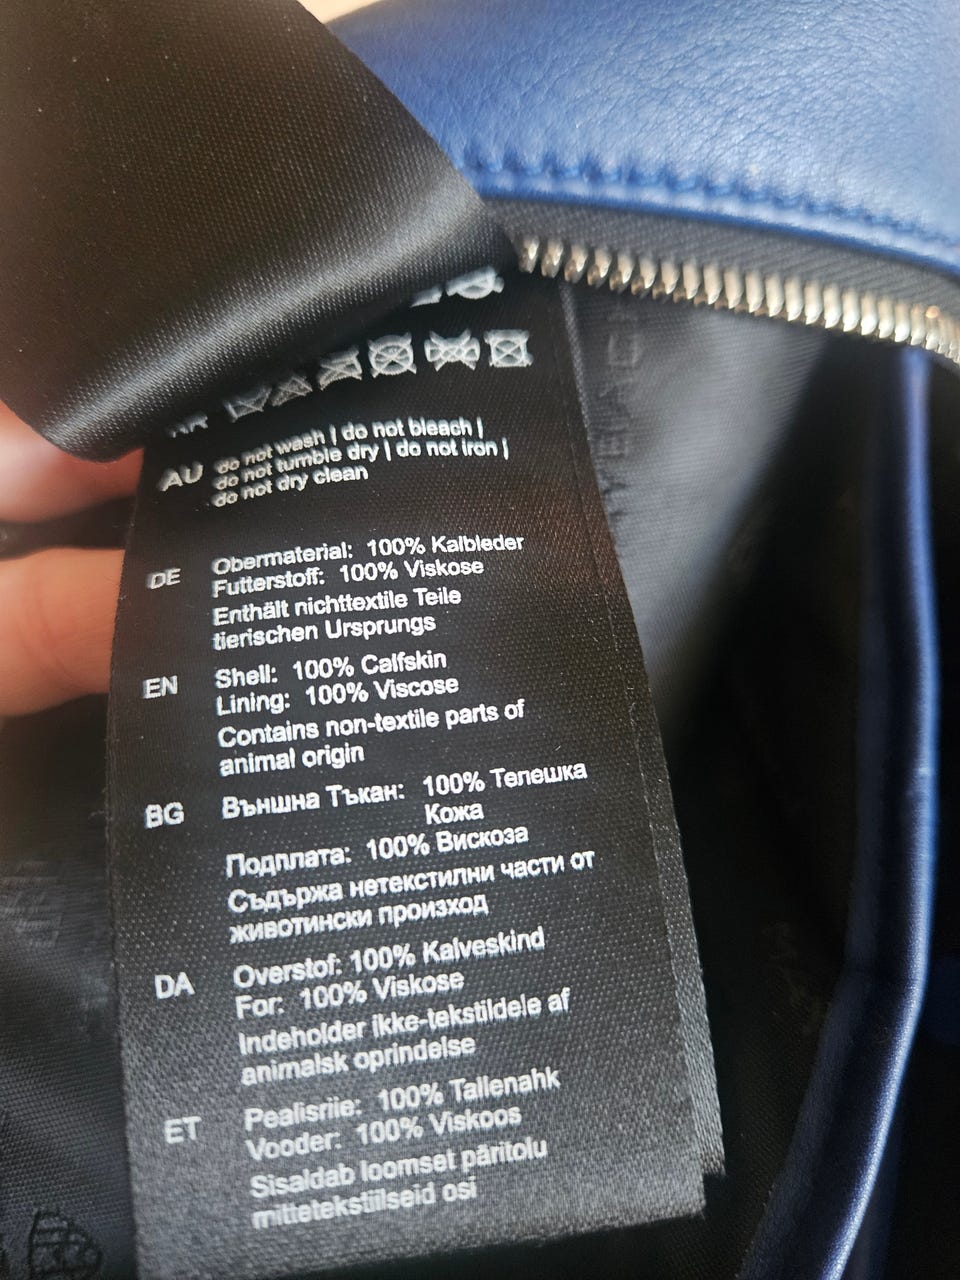 AU do not wash | do not bleach |
do not tumble dry | do not iron |
do not dry clean
DE Obermaterial: 100% Kalbleder
Futterstoff: 100% Viskose
Enthält nichttextile Teile
tierischen Ursprungs
EN Shell: 100% Calfskin
Lining: 100% Viscose
Contains non-textile parts of
animal origin
BG Външна Тъкан: 100% Телешка
Кожа
Подплата: 100% Вискоза
Съдържа нетекстилни части от
животински произход
DA Overstof: 100% Kalveskind
For: 100% Viskose
Indeholder ikke-tekstildele af
animalsk oprindelse
ET Pealisriie: 100% Tallenahk
Vooder: 100% Viskoos
Sisaldab loomset päritolu
mittetekstiilseid osi